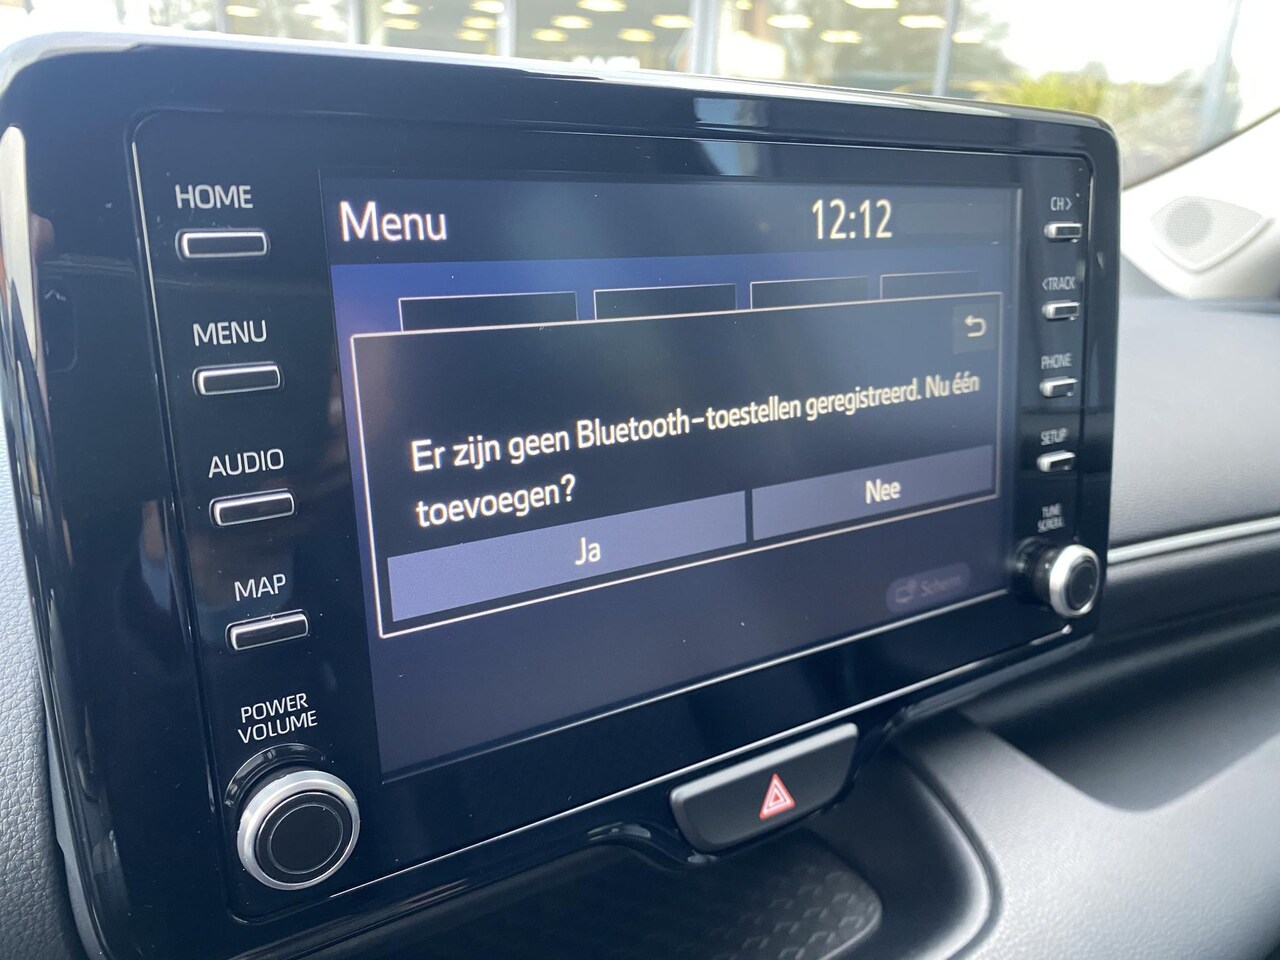 HOME
MENU
AUDIO
MAP
POWER
VOLUME
Menu
12:12
Er zijn geen Bluetooth-toestellen geregistreerd. Nu één
toevoegen?
Ja
Nee
Scherm
CH>
<TRACK
PHONE
SETUP
TUNE
SCROLL